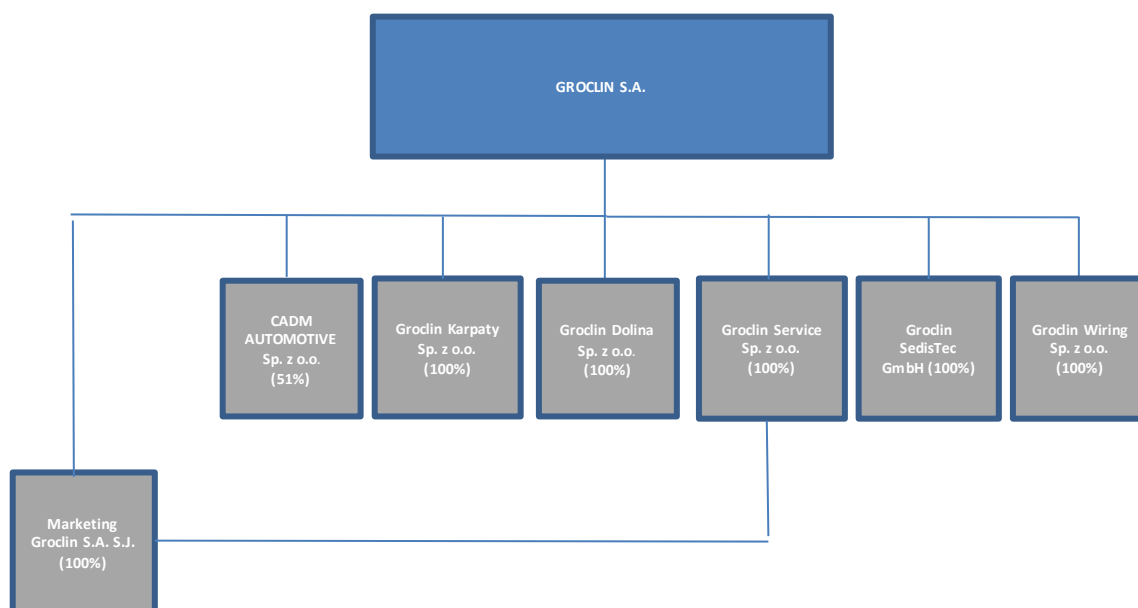 GROCLIN S.A.
CADM
AUTOMOTIVE
Sp. z o.o.
(51%)
Groclin Karpaty
Sp. z o.o.
(100%)
Groclin Dolina
Sp. z o.o.
(100%)
Groclin Service
Sp. z o.o.
(100%)
Groclin
SedisTec
GmbH (100%)
Groclin Wiring
Sp. z o.o.
(100%)
Marketing
Groclin S.A. S.J.
(100%)